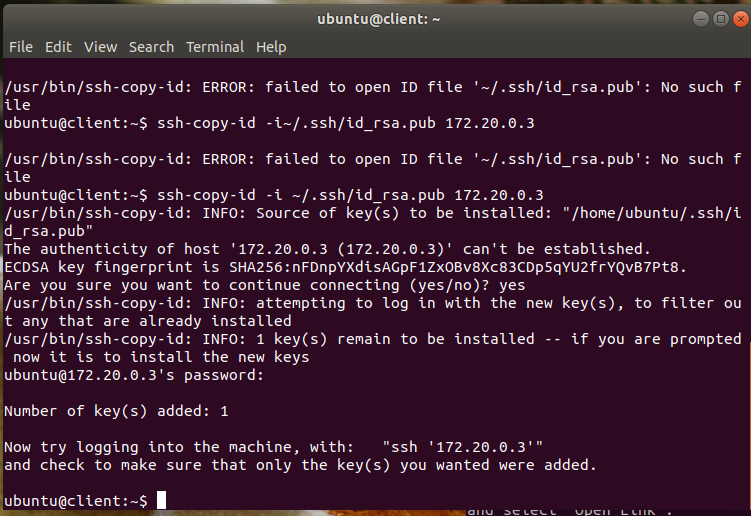 ubuntu@client: ~
File Edit View Search Terminal Help
/usr/bin/ssh-copy-id: ERROR: failed to open ID file '~/.ssh/id_rsa.pub': No such f
ile
ubuntu@client:~$ ssh-copy-id -i~/.ssh/id_rsa.pub 172.20.0.3
/usr/bin/ssh-copy-id: ERROR: failed to open ID file '~/.ssh/id_rsa.pub': No such f
ile
ubuntu@client:~$ ssh-copy-id -i ~/.ssh/id_rsa.pub 172.20.0.3
/usr/bin/ssh-copy-id: INFO: Source of key(s) to be installed: "/home/ubuntu/.ssh/i
d_rsa.pub"
The authenticity of host '172.20.0.3 (172.20.0.3)' can't be established.
ECDSA key fingerprint is SHA256:nFDnpYXdisAGpF1ZxOBv8Xc83CDp5qYU2frYQvB7Pt8.
Are you sure you want to continue connecting (yes/no)? yes
/usr/bin/ssh-copy-id: INFO: attempting to log in with the new key(s), to filter ou
t any that are already installed
/usr/bin/ssh-copy-id: INFO: 1 key(s) remain to be installed -- if you are prompted
now it is to install the new keys
ubuntu@172.20.0.3's password:
Number of key(s) added: 1
Now try logging into the machine, with:   "ssh '172.20.0.3'"
and check to make sure that only the key(s) you wanted were added.
ubuntu@client:~$
and select "Open Link".